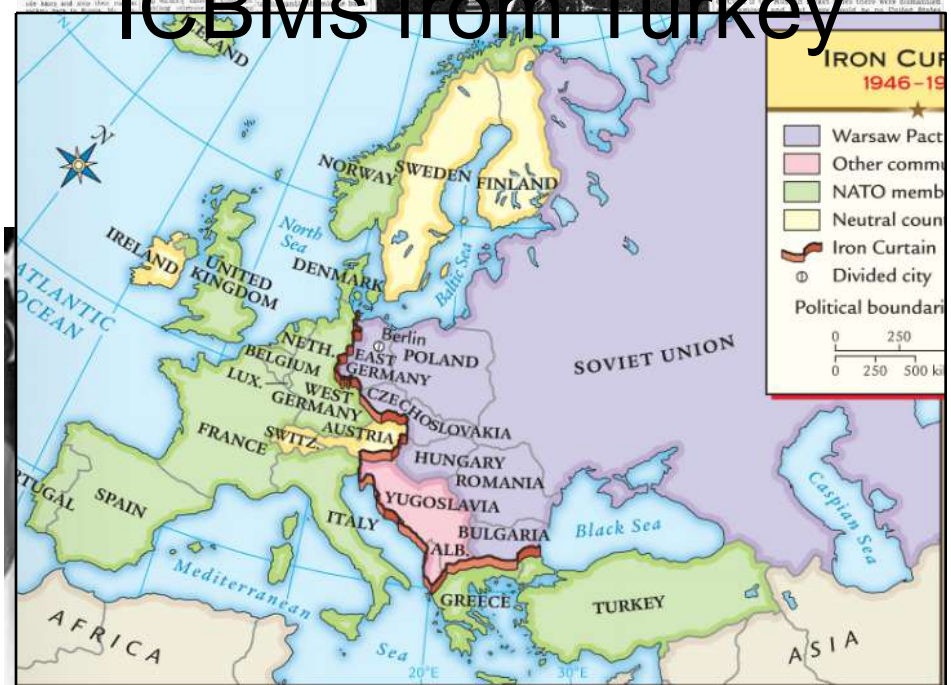 ICBMs from Turkey
IRON CUR
1946–19
Warsaw Pact
Other commu
NATO memb
Neutral coun
Iron Curtain
Divided city
Political boundari
0 250
0 250 500 kil
ICELAND
N
NORWAY
SWEDEN
FINLAND
North
Sea
IRELAND
UNITED
KINGDOM
DENMARK
Baltic Sea
ATLANTIC
OCEAN
NETH.
BELGIUM
LUX.
Berlin
EAST
GERMANY
POLAND
SOVIET UNION
WEST
GERMANY
CZECHOSLOVAKIA
FRANCE
SWITZ.
AUSTRIA
HUNGARY
ROMANIA
RTUGAL
SPAIN
ITALY
YUGOSLAVIA
BULGARIA
ALB.
Black Sea
Caspian Sea
Mediterranean
Sea
GREECE
TURKEY
AFRICA
ASIA
20°E
30°E